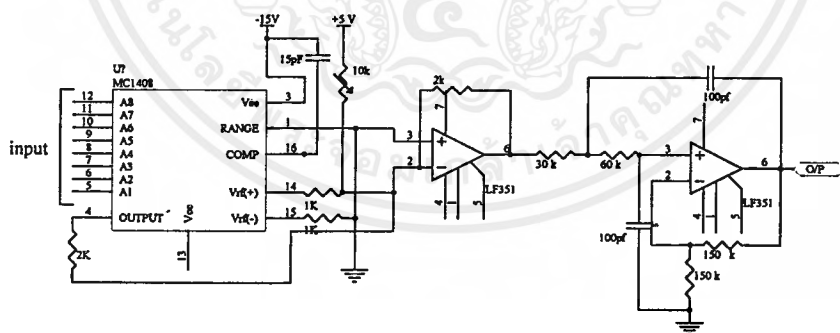 -15V
+5 V
15pF
10k
U?
MC1408
12 A8
11 A7
10 A6
9 A5
8 A4
7 A3
6 A2
5 A1
4 OUTPUT
input
Vee 3
RANGE 1
COMP 16
Vrf(+) 14
Vrf(-) 15
13
1K
1K
2K
2k
7
3
2
6
4
1
5
LF351
30 k
60 k
100pf
7
3
2
6
O/P
4
1
5
LF351
100pf
150 k
150 k